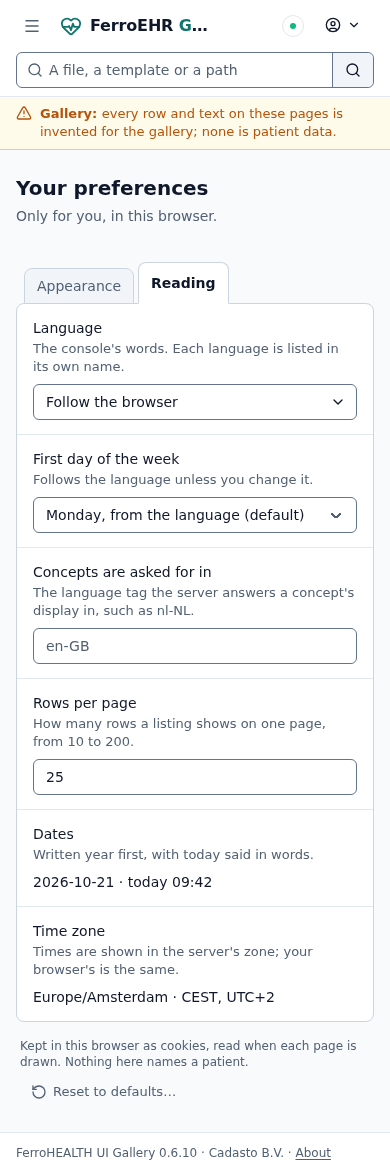 FerroEHR G...
A file, a template or a path
Gallery: every row and text on these pages is
invented for the gallery; none is patient data.
Your preferences
Only for you, in this browser.
Appearance
Reading
Language
The console's words. Each language is listed in
its own name.
Follow the browser
First day of the week
Follows the language unless you change it.
Monday, from the language (default)
Concepts are asked for in
The language tag the server answers a concept's
display in, such as nl-NL.
en-GB
Rows per page
How many rows a listing shows on one page,
from 10 to 200.
25
Dates
Written year first, with today said in words.
2026-10-21 · today 09:42
Time zone
Times are shown in the server's zone; your
browser's is the same.
Europe/Amsterdam · CEST, UTC+2
Kept in this browser as cookies, read when each page is
drawn. Nothing here names a patient.
Reset to defaults...
FerroHEALTH UI Gallery 0.6.10 · Cadasto B.V. · About